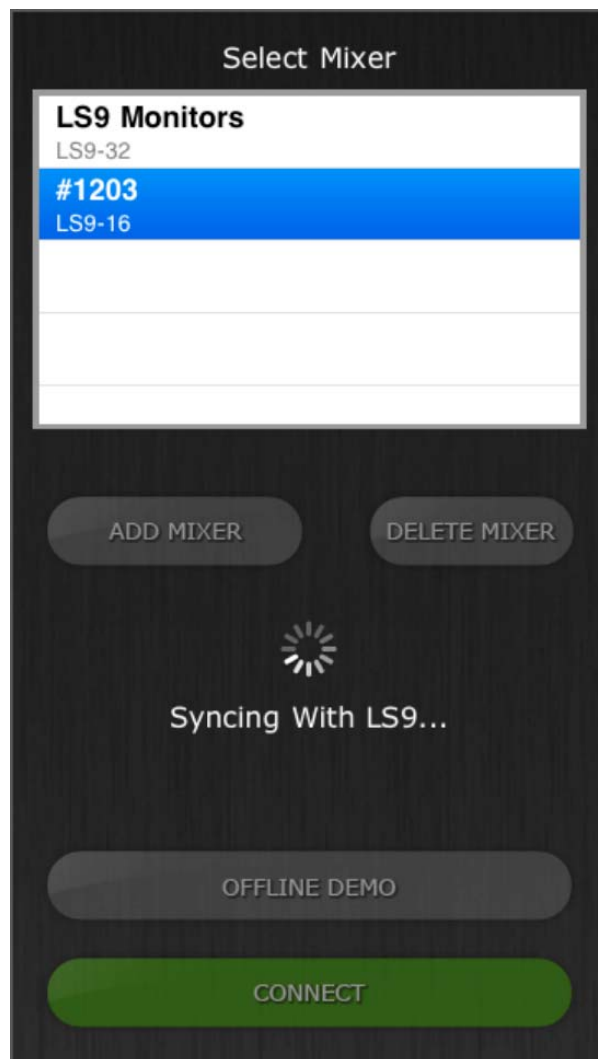 Select Mixer
LS9 Monitors
LS9-32
#1203
LS9-16
ADD MIXER
DELETE MIXER
Syncing With LS9...
OFFLINE DEMO
CONNECT